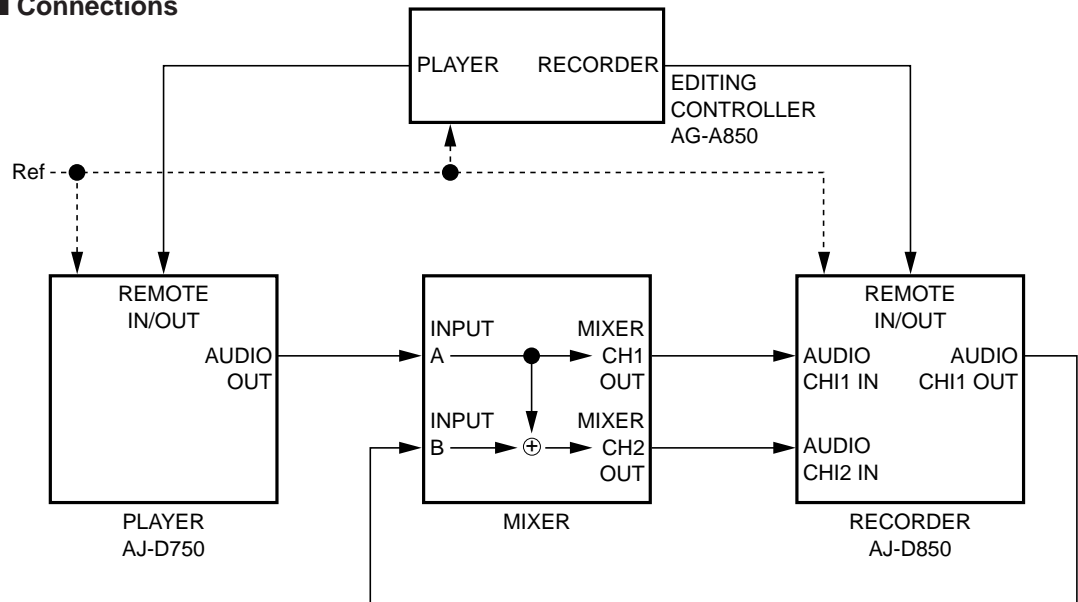 Connections
PLAYER RECORDER
EDITING
CONTROLLER
AG-A850
Ref
REMOTE
IN/OUT
AUDIO
OUT
PLAYER
AJ-D750
INPUT
A
INPUT
B
MIXER
CH1
OUT
MIXER
CH2
OUT
MIXER
REMOTE
IN/OUT
AUDIO
CHI1 IN
AUDIO
CHI1 OUT
AUDIO
CHI2 IN
RECORDER
AJ-D850